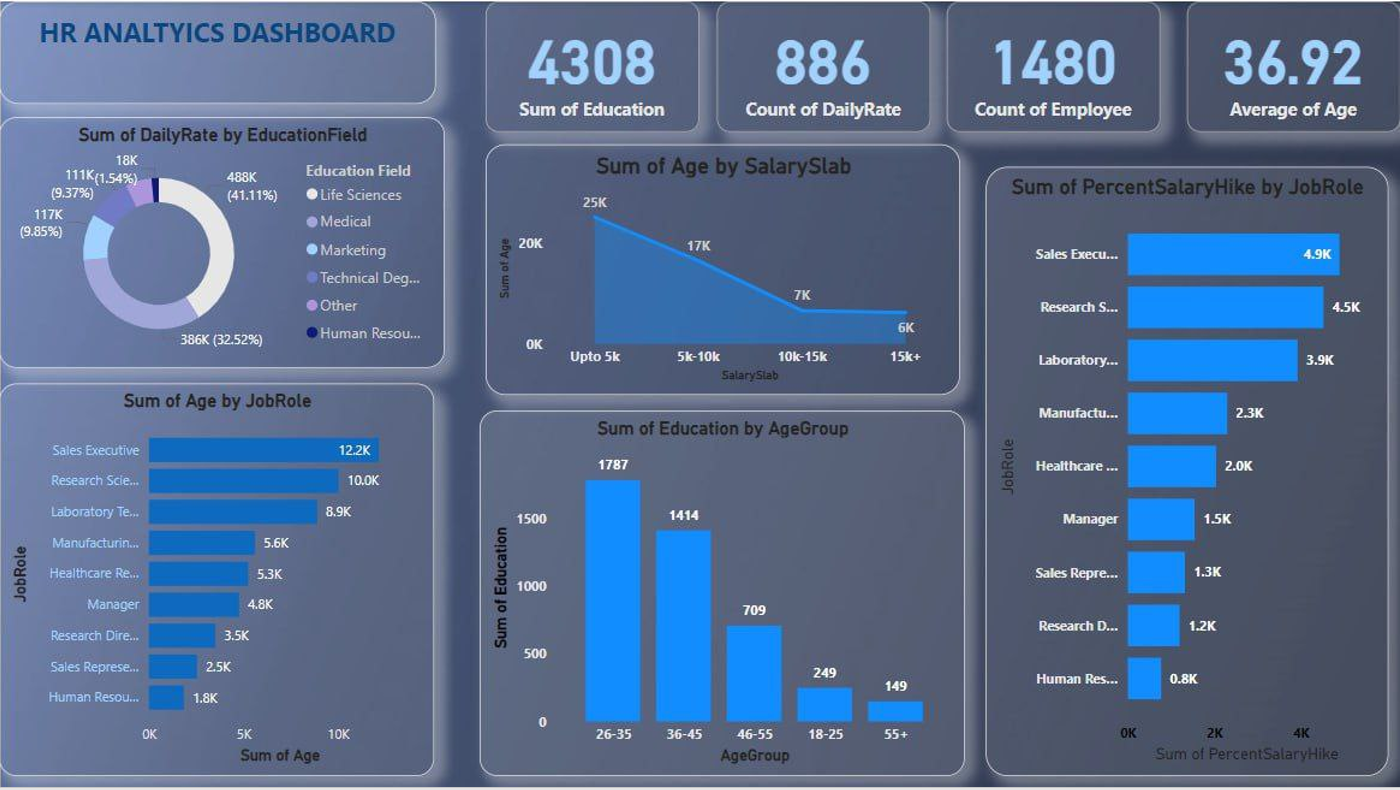 HR ANALTYICS DASHBOARD
4308
Sum of Education
886
Count of DailyRate
1480
Count of Employee
36.92
Average of Age
Sum of DailyRate by EducationField
18K
(1.54%)
111K
(9.37%)
117K
(9.85%)
488K
(41.11%)
386K (32.52%)
Education Field
Life Sciences
Medical
Marketing
Technical Deg...
Other
Human Resou...
Sum of Age by SalarySlab
Sum of Age
20K
0K
25K
17K
7K
6K
Upto 5k
5k-10k
10k-15k
15k+
SalarySlab
Sum of PercentSalaryHike by JobRole
JobRole
Sales Execu... 4.9K
Research S... 4.5K
Laboratory... 3.9K
Manufactu... 2.3K
Healthcare ... 2.0K
Manager 1.5K
Sales Repre... 1.3K
Research D... 1.2K
Human Res... 0.8K
0K 2K 4K
Sum of PercentSalaryHike
Sum of Age by JobRole
JobRole
Sales Executive 12.2K
Research Scie... 10.0K
Laboratory Te... 8.9K
Manufacturin... 5.6K
Healthcare Re... 5.3K
Manager 4.8K
Research Dire... 3.5K
Sales Represe... 2.5K
Human Resou... 1.8K
0K 5K 10K
Sum of Age
Sum of Education by AgeGroup
Sum of Education
1500
1000
500
0
1787
1414
709
249
149
26-35 36-45 46-55 18-25 55+
AgeGroup